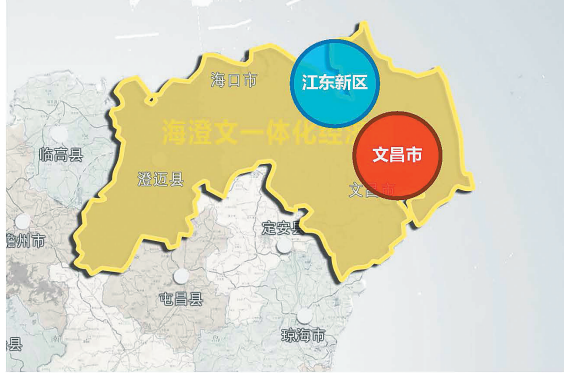 海口市
江东新区
海澄文一体化经
临高县
文昌市
澄迈县
文昌市
定安县
儋州市
屯昌县
琼海市
县